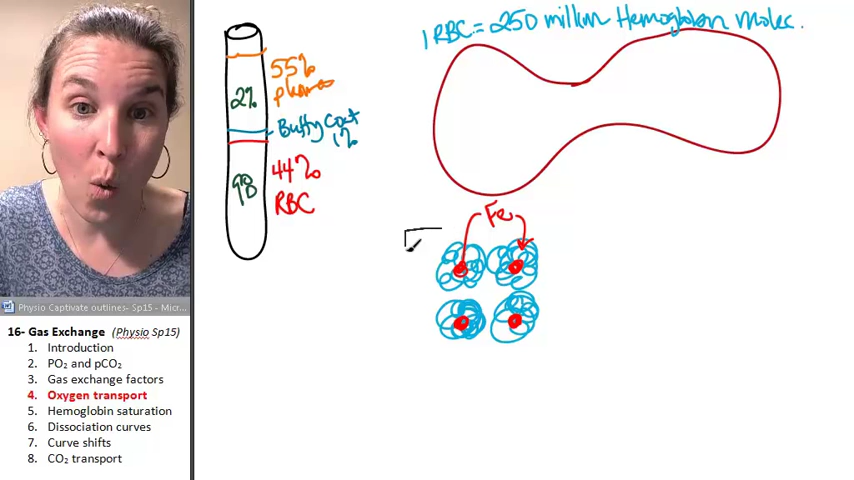 1 RBC = 250 million Hemoglobin molec.
55%
plasma
2%
Buffy Coat
1%
98
44%
RBC
Fe
Physio Captivate outlines- Sp15 - Micr...
16- Gas Exchange (Physio Sp15)
1. Introduction
2. PO₂ and pCO₂
3. Gas exchange factors
4. Oxygen transport
5. Hemoglobin saturation
6. Dissociation curves
7. Curve shifts
8. CO₂ transport